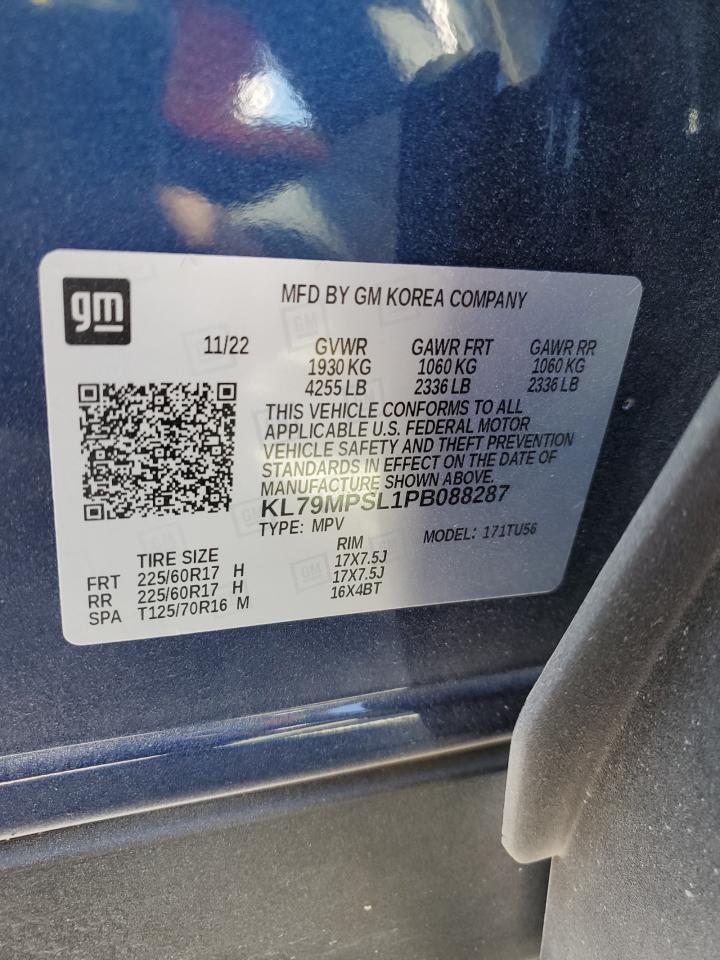 gm
MFD BY GM KOREA COMPANY
11/22 GVWR GAWR FRT GAWR RR
1930 KG 1060 KG 1060 KG
4255 LB 2336 LB 2336 LB
THIS VEHICLE CONFORMS TO ALL
APPLICABLE U.S. FEDERAL MOTOR
VEHICLE SAFETY AND THEFT PREVENTION
STANDARDS IN EFFECT ON THE DATE OF
MANUFACTURE SHOWN ABOVE.
KL79MPSL1PB088287
TYPE: MPV MODEL: 1TU56
TIRE SIZE RIM
FRT 225/60R17 H 17X7.5J
RR 225/60R17 H 17X7.5J
SPA T125/70R16 M 16X4BT